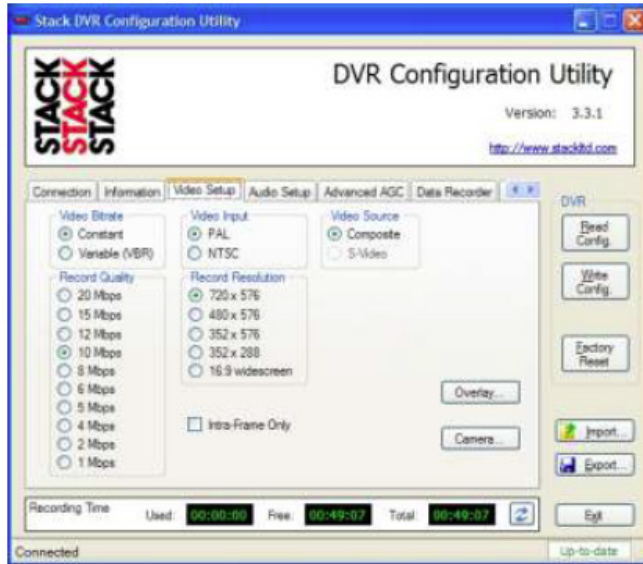 Stack DVR Configuration Utility
STACK
STACK
STACK
DVR Configuration Utility
Version: 3.3.1
http://www.stackltd.com
Connection Information Video Setup Audio Setup Advanced AGC Data Recorder
DVR
Video Bitrate
Constant
Variable (VBR)
Video Input
PAL
NTSC
Video Source
Composite
S-Video
Record Quality
20 Mbps
15 Mbps
12 Mbps
10 Mbps
8 Mbps
6 Mbps
5 Mbps
4 Mbps
2 Mbps
1 Mbps
Record Resolution
720 x 576
480 x 576
352 x 576
352 x 288
16:9 widescreen
Intra-Frame Only
Overlay...
Camera...
Read
Config.
Write
Config.
Factory
Reset
Import...
Export...
Exit
Recording Time Used: 00:00:00 Free: 00:49:07 Total: 00:49:07
Connected
Up-to-date